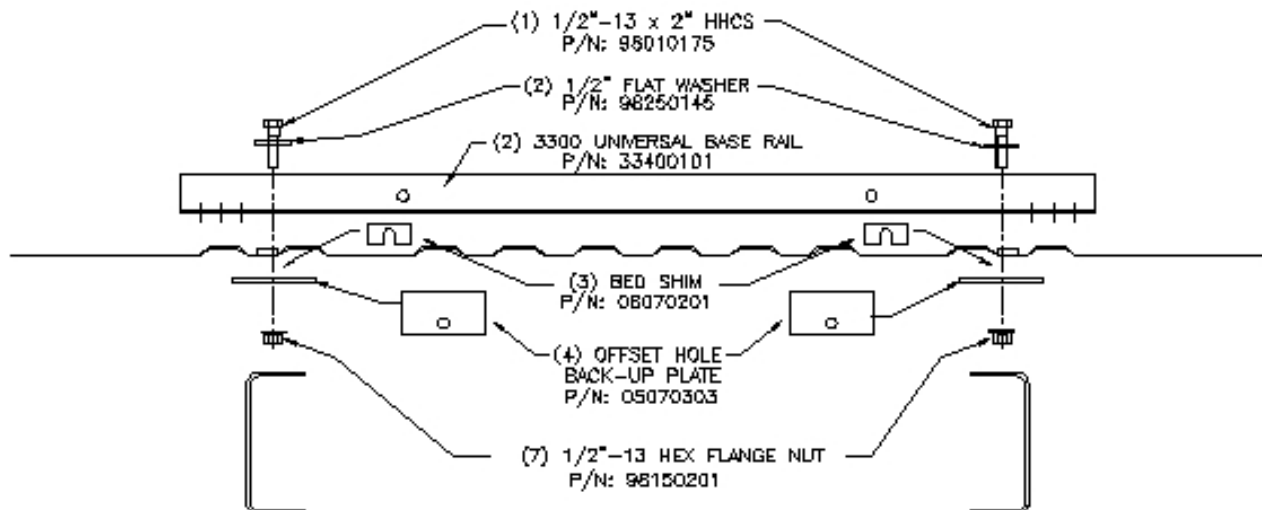 (1) 1/2"-13 x 2" HHCS
P/N: 98010175
(2) 1/2" FLAT WASHER
P/N: 98250145
(2) 3300 UNIVERSAL BASE RAIL
P/N: 33400101
(3) BED SHIM
P/N: 06070201
(4) OFFSET HOLE
BACK-UP PLATE
P/N: 05070303
(7) 1/2"-13 HEX FLANGE NUT
P/N: 98150201